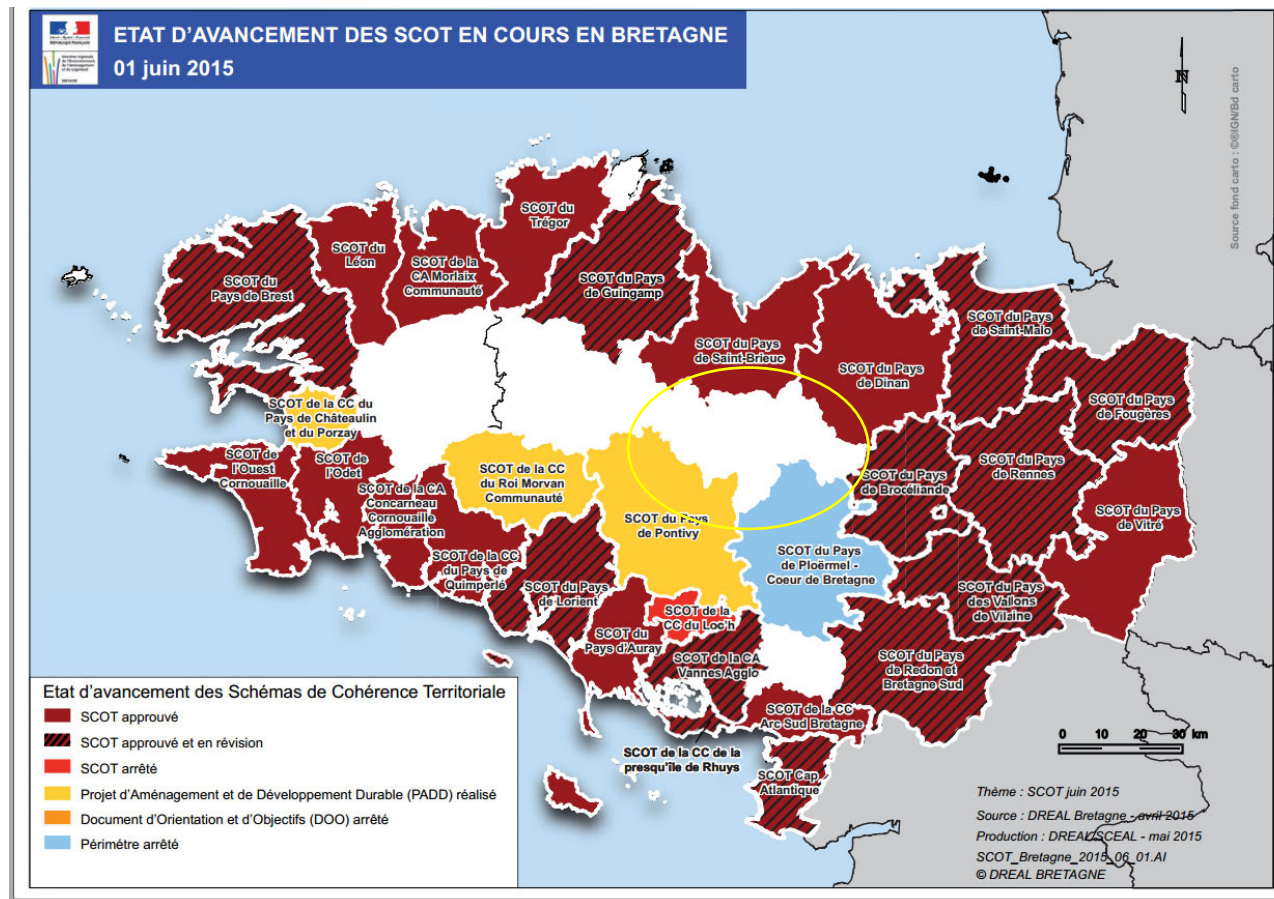 ETAT D'AVANCEMENT DES SCOT EN COURS EN BRETAGNE
01 juin 2015
RÉPUBLIQUE FRANÇAISE
N
Source fond carto : ©®IGN/Bd carto
SCOT du
Trégor
SCOT du
Léon
SCOT de la
CA Morlaix
Communauté
SCOT du
Pays de Brest
SCOT du Pays
de Guingamp
SCOT du Pays
de Saint-Brieuc
SCOT du Pays
de Dinan
SCOT du Pays
de Saint-Malo
SCOT du Pays
de Fougères
SCOT de la CC du
Pays de Châteaulin
et du Porzay
SCOT de
l'Ouest
Cornouaille
SCOT de
l'Odet
SCOT de la CA
Concarneau
Cornouaille
Agglomération
SCOT de la CC
du Roi Morvan
Communauté
SCOT du Pays
de Pontivy
SCOT du Pays
de Brocéliande
SCOT du Pays
de Rennes
SCOT du Pays
de Vitré
SCOT de la CC
du Pays de
Quimperlé
SCOT du Pays
de Lorient
SCOT du Pays
de Ploërmel -
Coeur de Bretagne
SCOT du Pays
des Vallons
de Vilaine
SCOT de la
CC du Loc'h
SCOT du
Pays d'Auray
SCOT de la CA
Vannes Agglo
SCOT du Pays
de Redon et
Bretagne Sud
SCOT de la CC
Arc Sud Bretagne
SCOT de la CC de la
presqu'île de Rhuys
SCOT Cap
Atlantique
Etat d'avancement des Schémas de Cohérence Territoriale
SCOT approuvé
SCOT approuvé et en révision
SCOT arrêté
Projet d'Aménagement et de Développement Durable (PADD) réalisé
Document d'Orientation et d'Objectifs (DOO) arrêté
Périmétre arrêté
0 10 20 30 km
Thème : SCOT juin 2015
Source : DREAL Bretagne - avril 2015
Production : DREAL/SCEAL - mai 2015
SCOT_Bretagne_2015_06_01.AI
© DREAL BRETAGNE